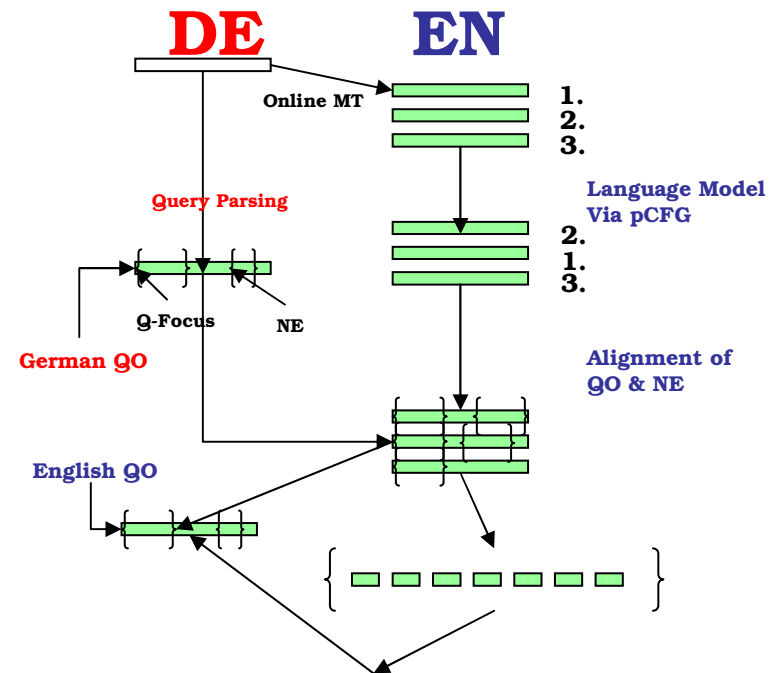 DE
EN
Online MT
1.
2.
3.
Query Parsing
Language Model
Via pCFG
2.
1.
3.
Q-Focus
NE
German QO
Alignment of
QO & NE
English QO